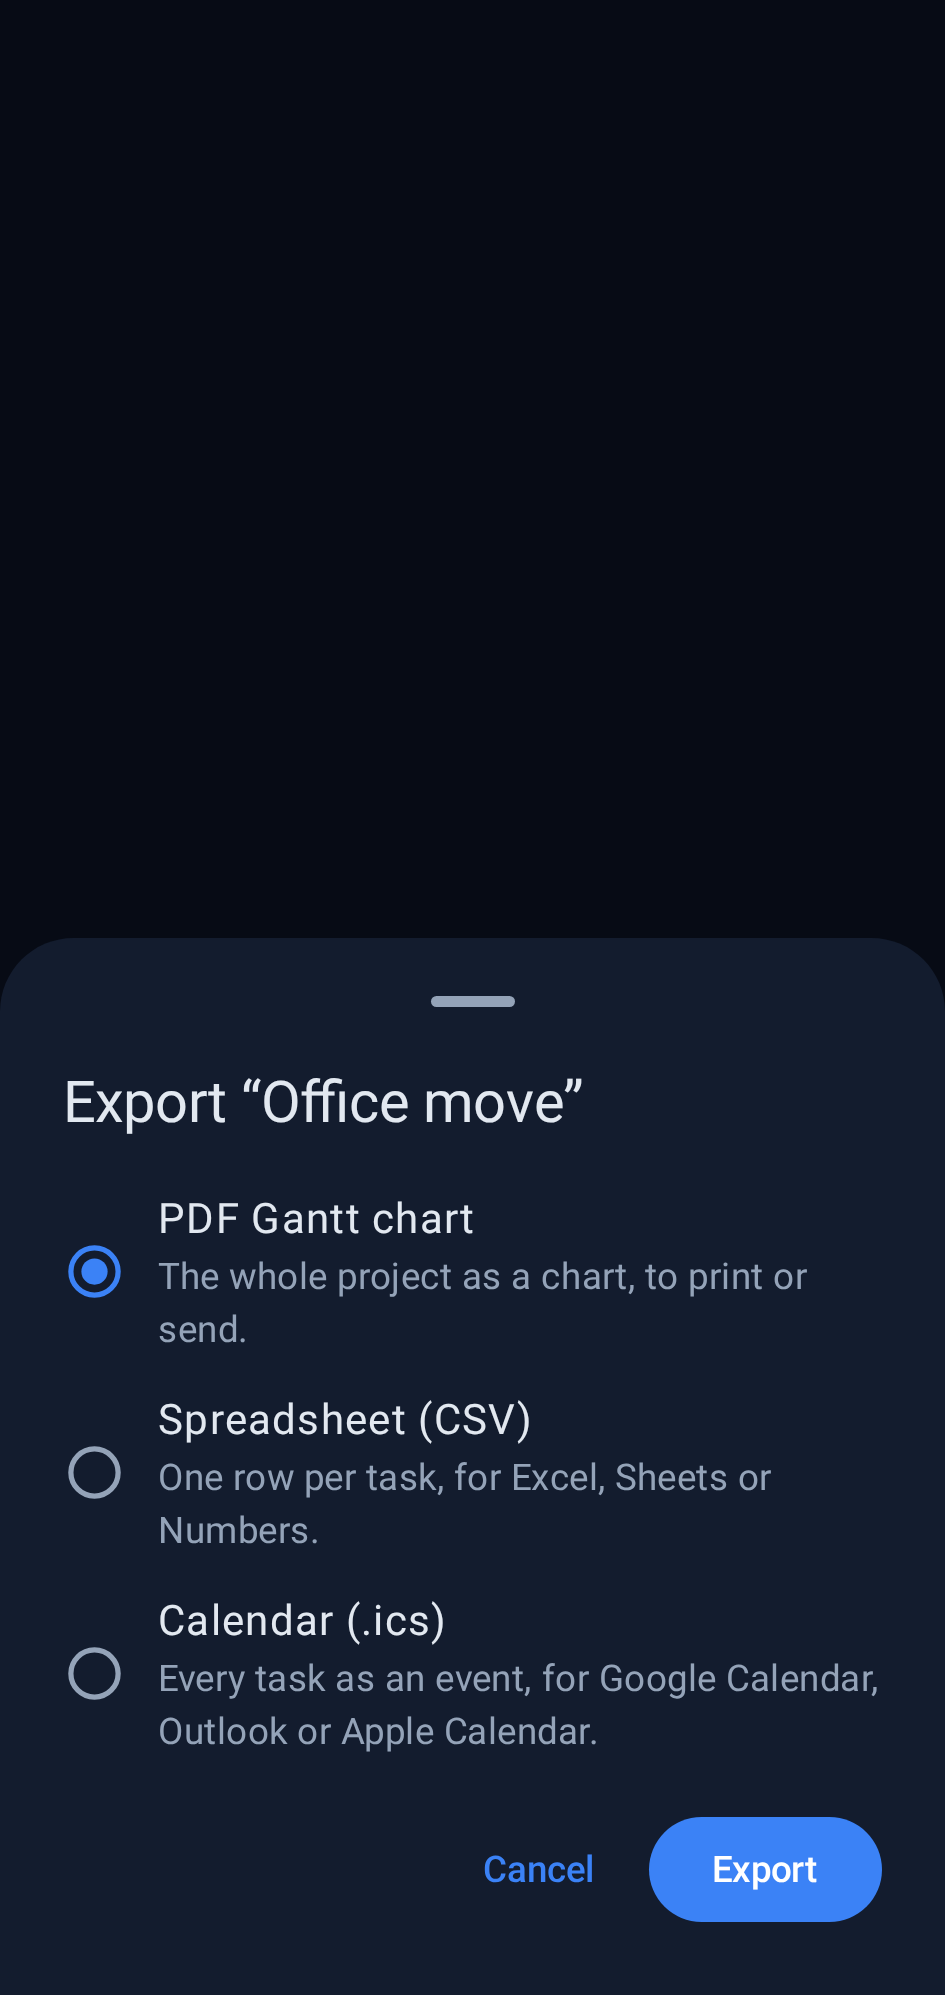 Export “Office move”
PDF Gantt chart
The whole project as a chart, to print or
send.
Spreadsheet (CSV)
One row per task, for Excel, Sheets or
Numbers.
Calendar (.ics)
Every task as an event, for Google Calendar,
Outlook or Apple Calendar.
Cancel
Export